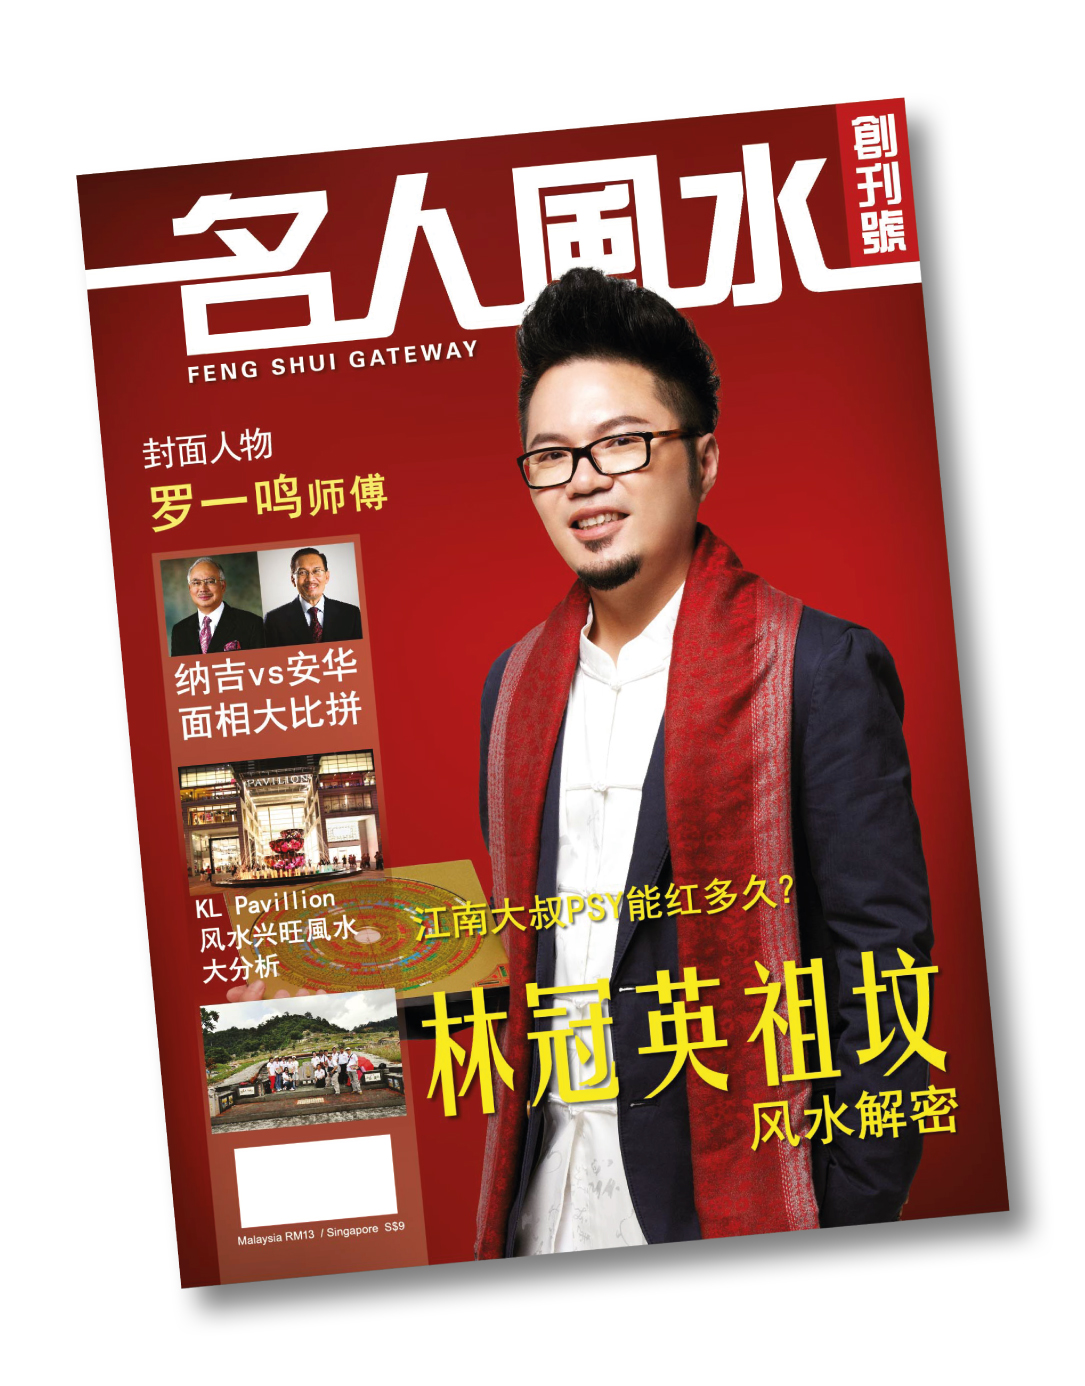 創刊號
名人風水
FENG SHUI GATEWAY
封面人物
罗一鸣师傅
纳吉vs安华
面相大比拼
PAVILION
KL Pavillion
风水兴旺風水
大分析
江南大叔PSY能红多久?
林冠英祖坟
风水解密
Malaysia RM13 / Singapore S$9